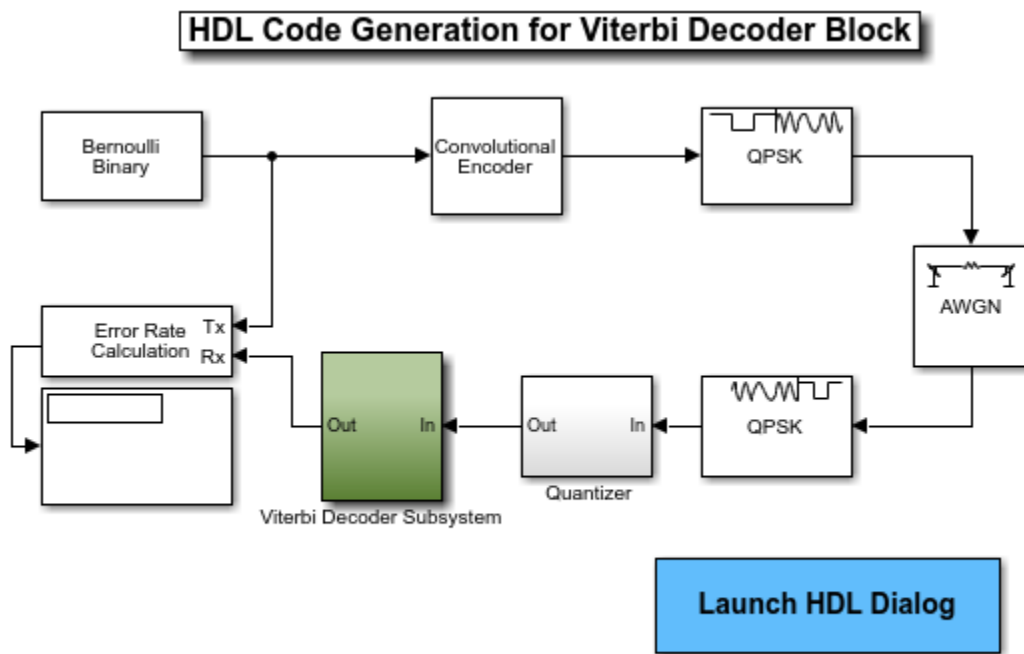 HDL Code Generation for Viterbi Decoder Block
Bernoulli
Binary
Convolutional
Encoder
QPSK
AWGN
Error Rate
Calculation
Tx
Rx
Out
In
Viterbi Decoder Subsystem
Out
In
Quantizer
QPSK
Launch HDL Dialog